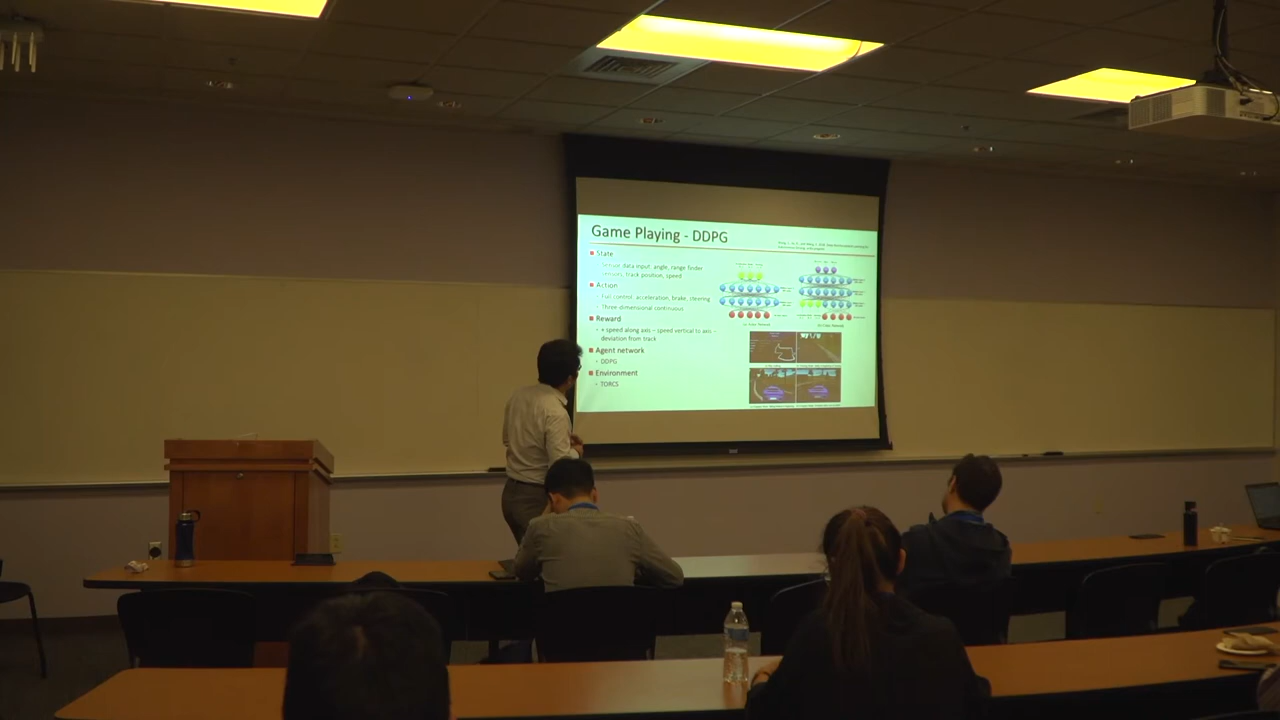 Game Playing - DDPG
State
Sensor data input: angle, range finder
sensors, track position, speed
Action
- Full control, acceleration, brake, steering
- Three-dimensional continuous
Reward
- + speed along axis – speed vertical to axis –
deviation from track
Agent network
- DDPG
Environment
- TORCS